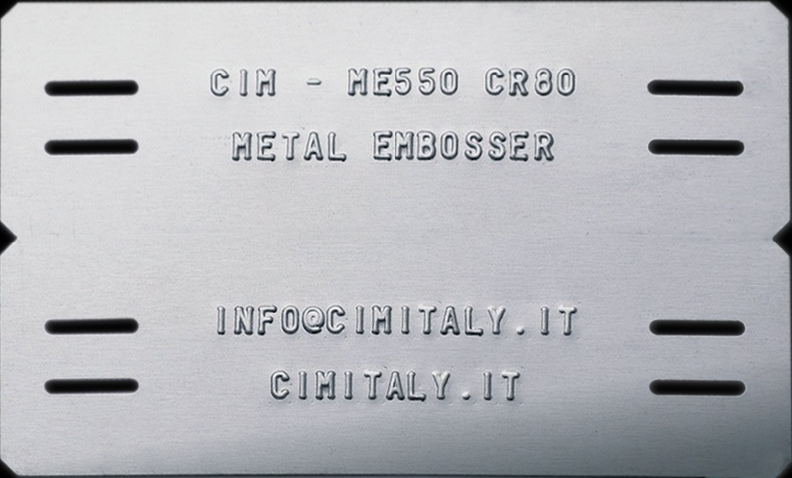 CIM - ME550 CR80
METAL EMBOSSER
INFO@CIMITALY.IT
CIMITALY.IT